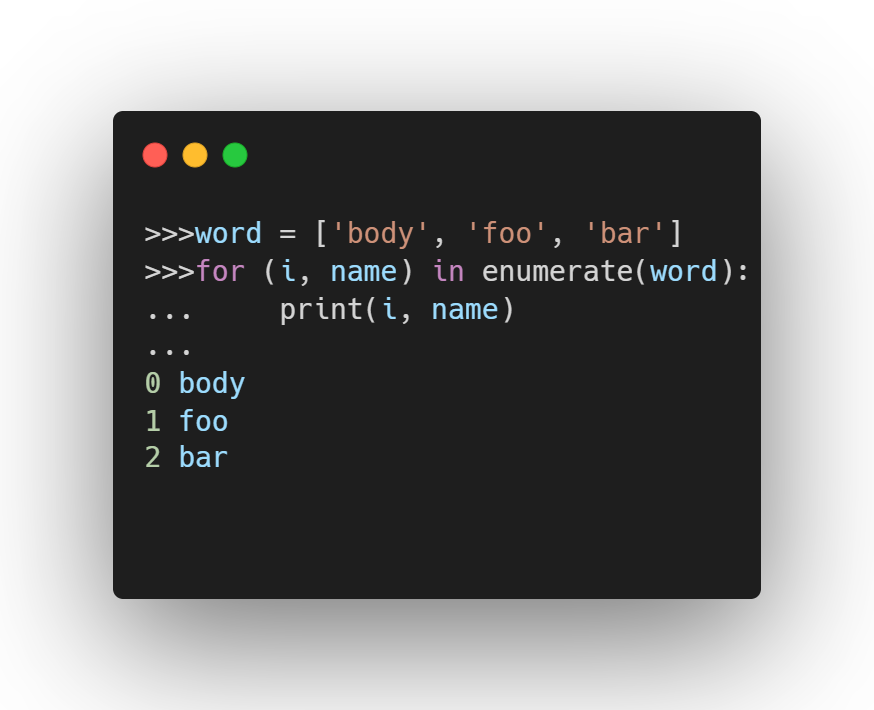 >>>word = ['body', 'foo', 'bar']
>>>for (i, name) in enumerate(word):
...     print(i, name)
...
0 body
1 foo
2 bar